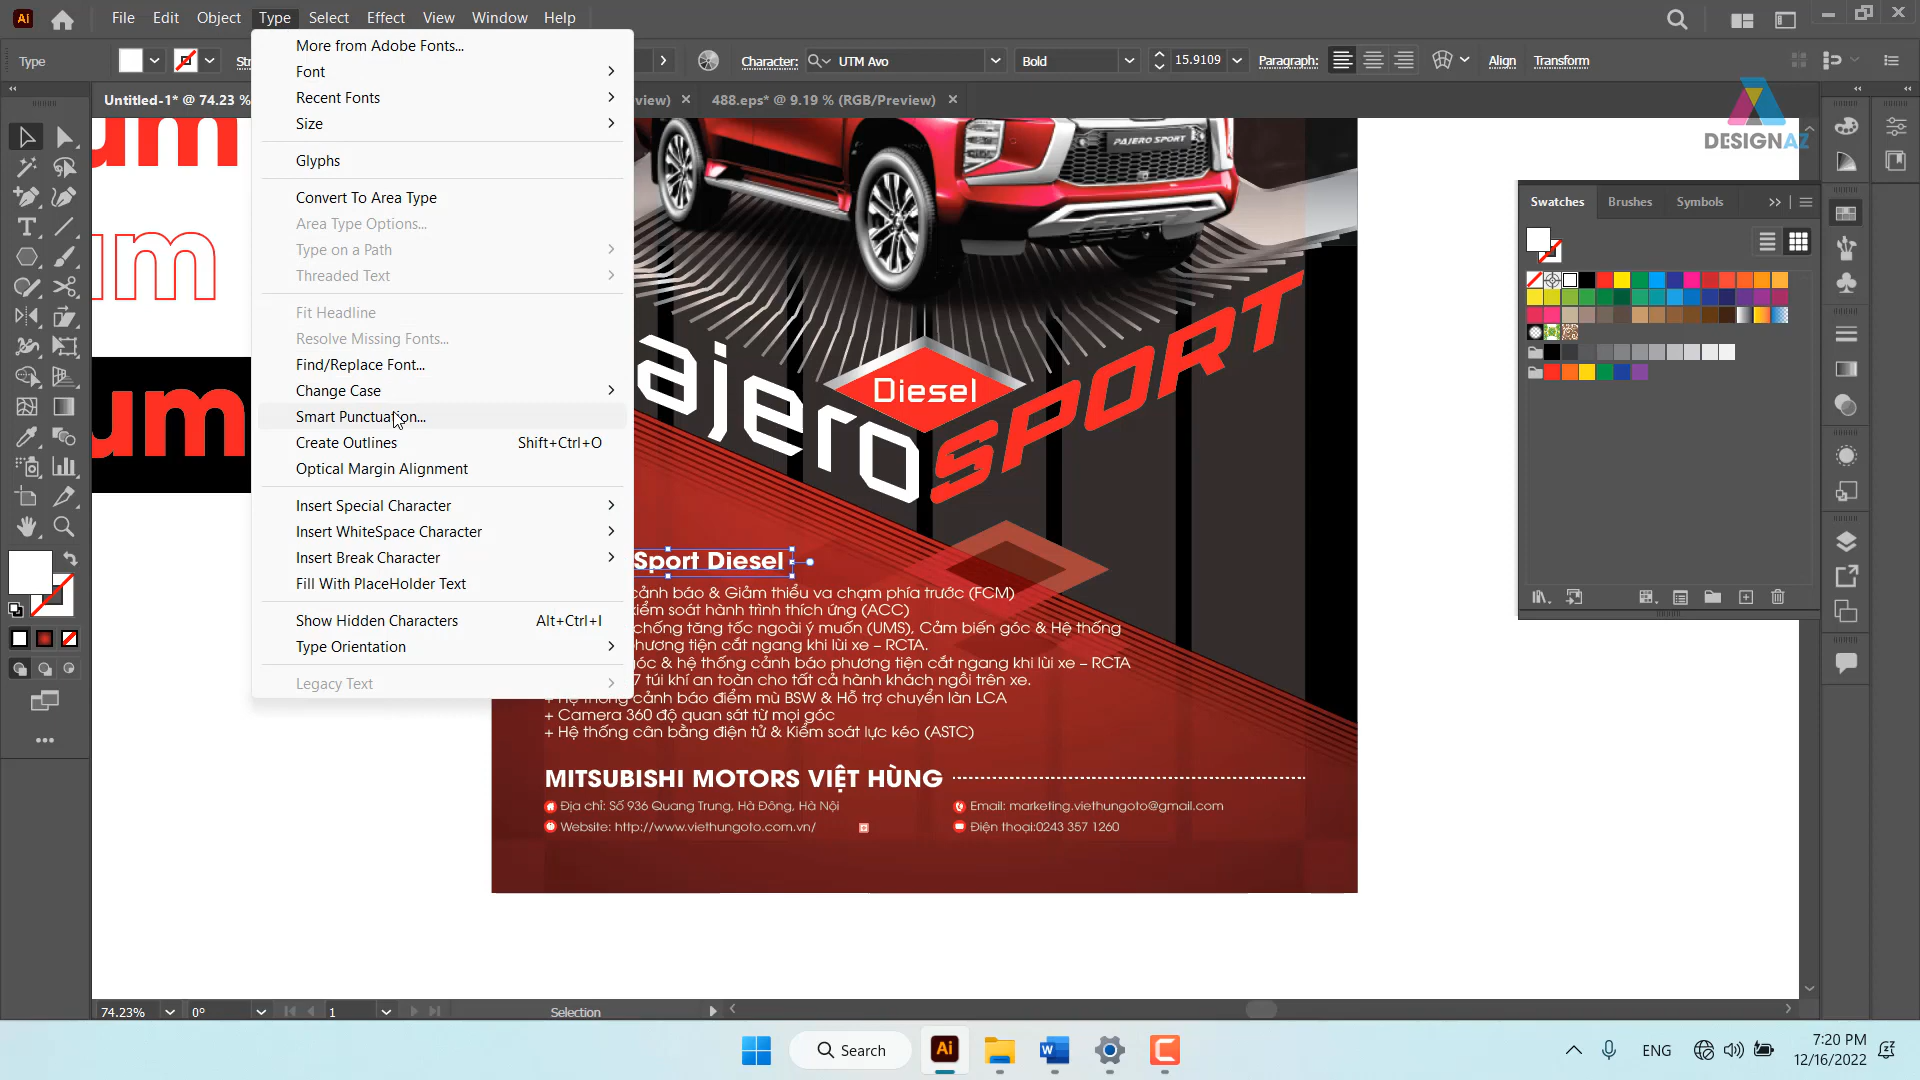 Ai File Edit Object Type Select Effect View Window Help
Type
Character: UTM Avo Bold 15.9109 Paragraph: Align Transform
Untitled-1* @ 74.23 % 488.eps* @ 9.19 % (RGB/Preview)
DESIGNAZ
More from Adobe Fonts...
Font
Recent Fonts
Size
Glyphs
Convert To Area Type
Area Type Options...
Type on a Path
Threaded Text
Fit Headline
Resolve Missing Fonts...
Find/Replace Font...
Change Case
Smart Punctuation...
Create Outlines Shift+Ctrl+O
Optical Margin Alignment
Insert Special Character
Insert WhiteSpace Character
Insert Break Character
Fill With PlaceHolder Text
Show Hidden Characters Alt+Ctrl+I
Type Orientation
Legacy Text
um
um
um
PAJERO SPORT
ajero
Diesel
SPORT
Sport Diesel
cảnh báo & Giảm thiểu va chạm phía trước (FCM)
kiểm soát hành trình thích ứng (ACC)
chống tăng tốc ngoài ý muốn (UMS), Cảm biến góc & Hệ thống
hương tiện cắt ngang khi lùi xe – RCTA.
góc & hệ thống cảnh báo phương tiện cắt ngang khi lùi xe – RCTA
7 túi khí an toàn cho tất cả hành khách ngồi trên xe.
+ Hệ thống cảnh báo điểm mù BSW & Hỗ trợ chuyển làn LCA
+ Camera 360 độ quan sát từ mọi góc
+ Hệ thống cân bằng điện tử & Kiểm soát lực kéo (ASTC)
MITSUBISHI MOTORS VIỆT HÙNG
Địa chỉ: Số 936 Quang Trung, Hà Đông, Hà Nội
Email: marketing.viethungoto@gmail.com
Website: http://www.viethungoto.com.vn/
Điện thoại:0243 357 1260
Swatches Brushes Symbols
74.23% 0° 1 Selection
Search
Ai
ENG
7:20 PM
12/16/2022